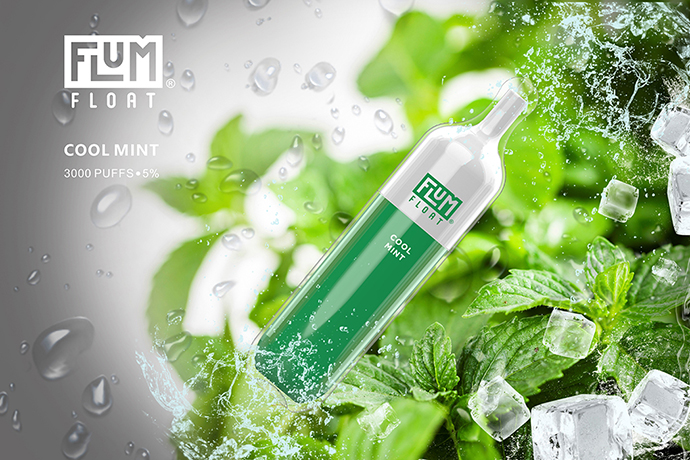 FLUM®
FLOAT
COOL MINT
3000 PUFFS•5%
FLUM®
FLOAT
COOL
MINT